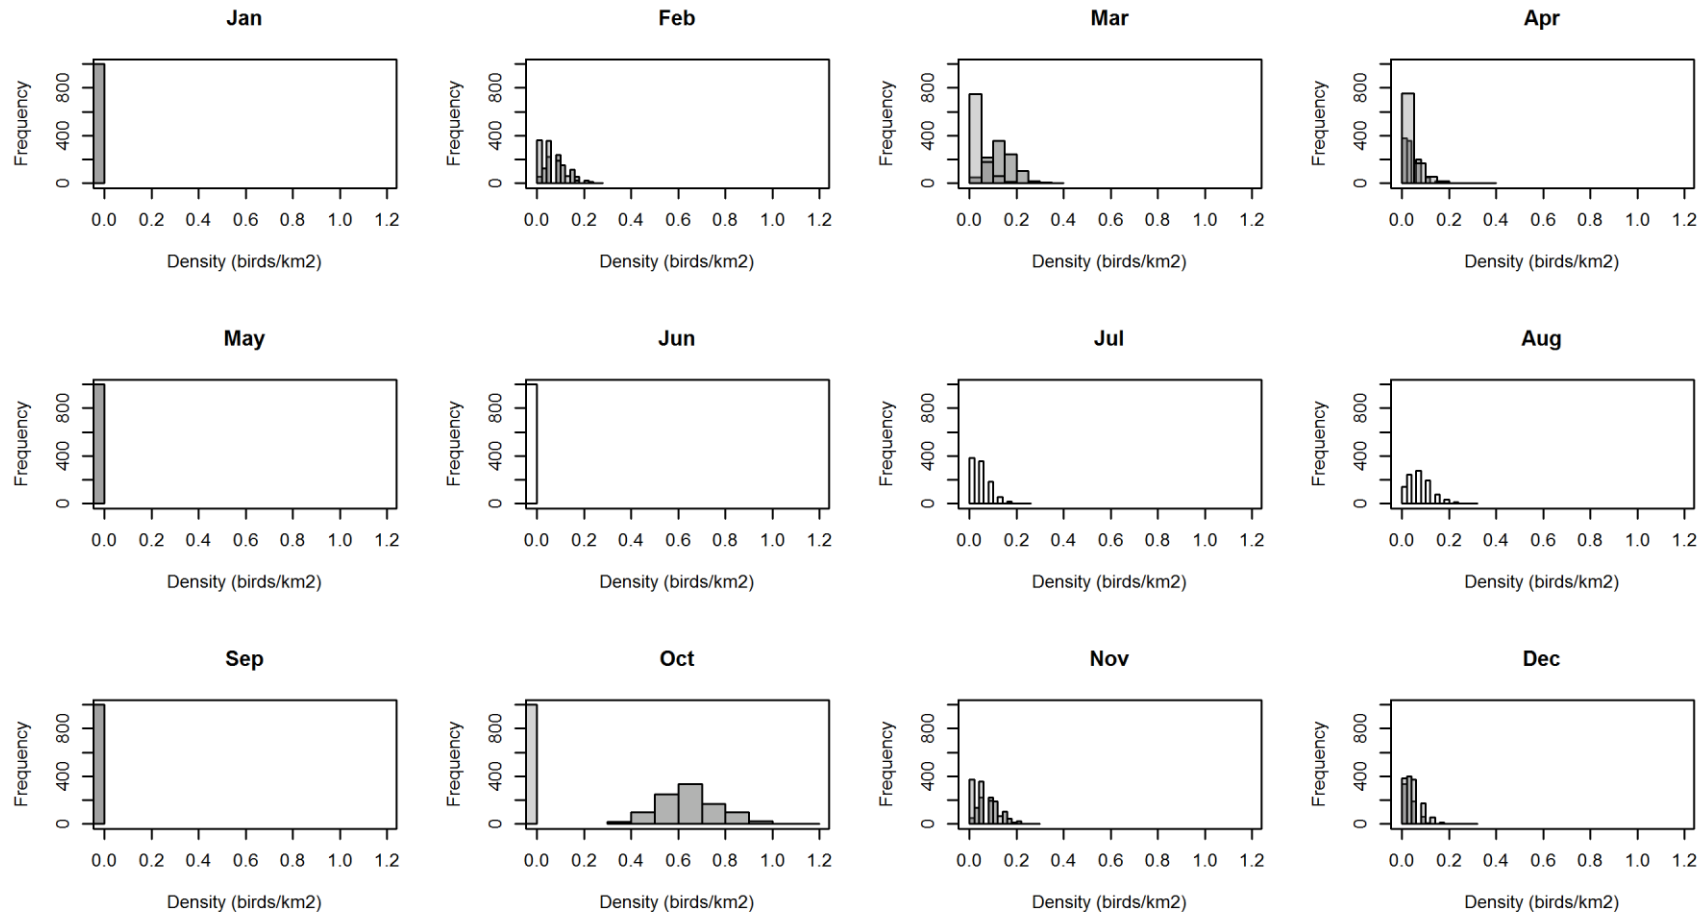 Jan Feb Mar Apr
Frequency Frequency Frequency Frequency
800 800 800 800
400 400 400 400
0 0 0 0
0.0 0.2 0.4 0.6 0.8 1.0 1.2 0.0 0.2 0.4 0.6 0.8 1.0 1.2 0.0 0.2 0.4 0.6 0.8 1.0 1.2 0.0 0.2 0.4 0.6 0.8 1.0 1.2
Density (birds/km2) Density (birds/km2) Density (birds/km2) Density (birds/km2)
May Jun Jul Aug
Frequency Frequency Frequency Frequency
800 800 800 800
400 400 400 400
0 0 0 0
0.0 0.2 0.4 0.6 0.8 1.0 1.2 0.0 0.2 0.4 0.6 0.8 1.0 1.2 0.0 0.2 0.4 0.6 0.8 1.0 1.2 0.0 0.2 0.4 0.6 0.8 1.0 1.2
Density (birds/km2) Density (birds/km2) Density (birds/km2) Density (birds/km2)
Sep Oct Nov Dec
Frequency Frequency Frequency Frequency
800 800 800 800
400 400 400 400
0 0 0 0
0.0 0.2 0.4 0.6 0.8 1.0 1.2 0.0 0.2 0.4 0.6 0.8 1.0 1.2 0.0 0.2 0.4 0.6 0.8 1.0 1.2 0.0 0.2 0.4 0.6 0.8 1.0 1.2
Density (birds/km2) Density (birds/km2) Density (birds/km2) Density (birds/km2)